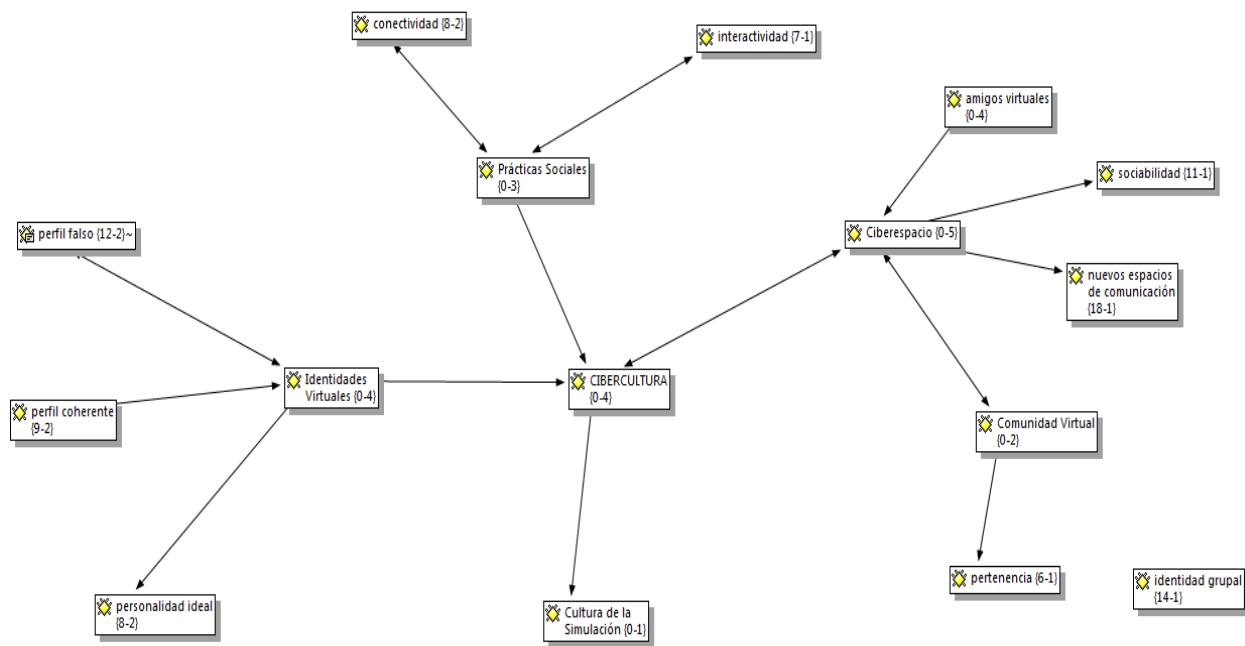 conectividad {8-2}
interactividad {7-1}
amigos virtuales
{0-4}
Prácticas Sociales
{0-3}
sociabilidad {11-1}
perfil falso {12-2}~
Ciberespacio {0-5}
nuevos espacios
de comunicación
{18-1}
Identidades
Virtuales {0-4}
CIBERCULTURA
{0-4}
perfil coherente
{9-2}
Comunidad Virtual
{0-2}
pertenencia {6-1}
identidad grupal
{14-1}
personalidad ideal
{8-2}
Cultura de la
Simulación {0-1}